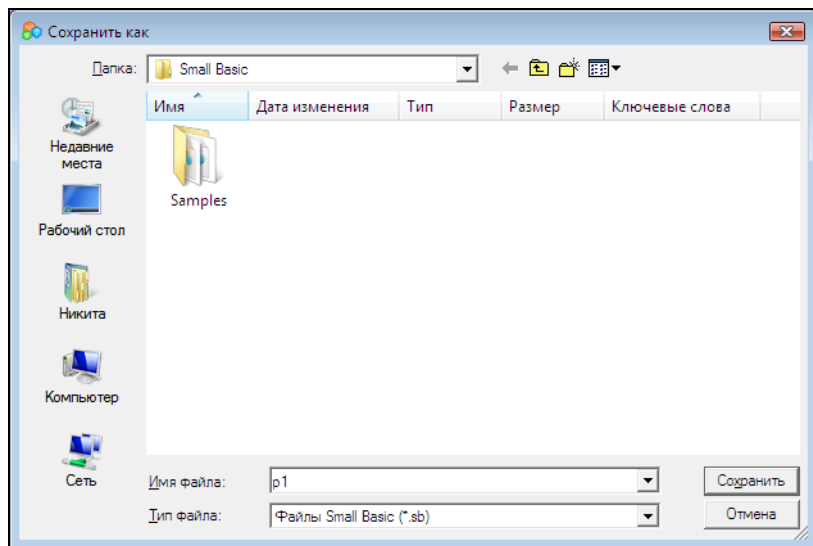 Сохранить как
Папка: Small Basic
Имя Дата изменения Тип Размер Ключевые слова
Недавние
места
Samples
Рабочий стол
Никита
Компьютер
Сеть
Имя файла: p1 Сохранить
Тип файла: Файлы Small Basic (*.sb) Отмена